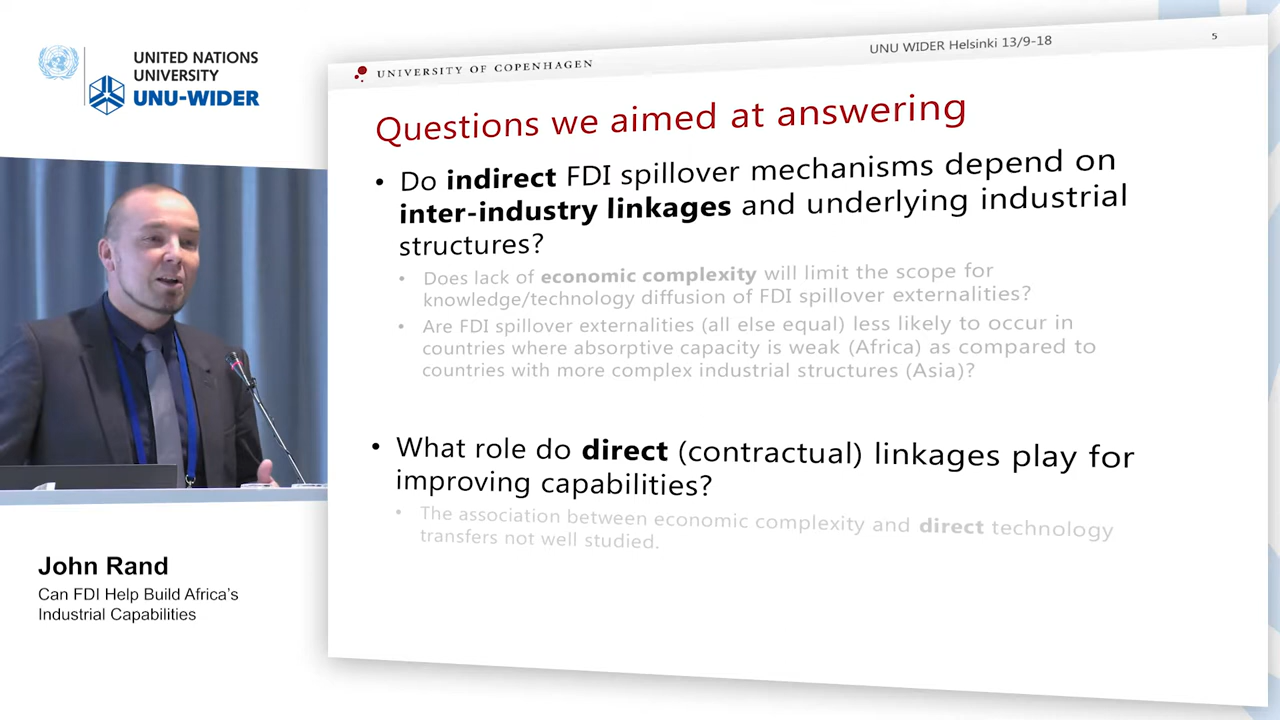 UNITED NATIONS
UNIVERSITY
UNU-WIDER
UNIVERSITY OF COPENHAGEN
UNU WIDER Helsinki 13/9-18
5
Questions we aimed at answering
• Do indirect FDI spillover mechanisms depend on
inter-industry linkages and underlying industrial
structures?
• Does lack of economic complexity will limit the scope for
knowledge/technology diffusion of FDI spillover externalities?
• Are FDI spillover externalities (all else equal) less likely to occur in
countries where absorptive capacity is weak (Africa) as compared to
countries with more complex industrial structures (Asia)?
• What role do direct (contractual) linkages play for
improving capabilities?
• The association between economic complexity and direct technology
transfers not well studied.
John Rand
Can FDI Help Build Africa's
Industrial Capabilities